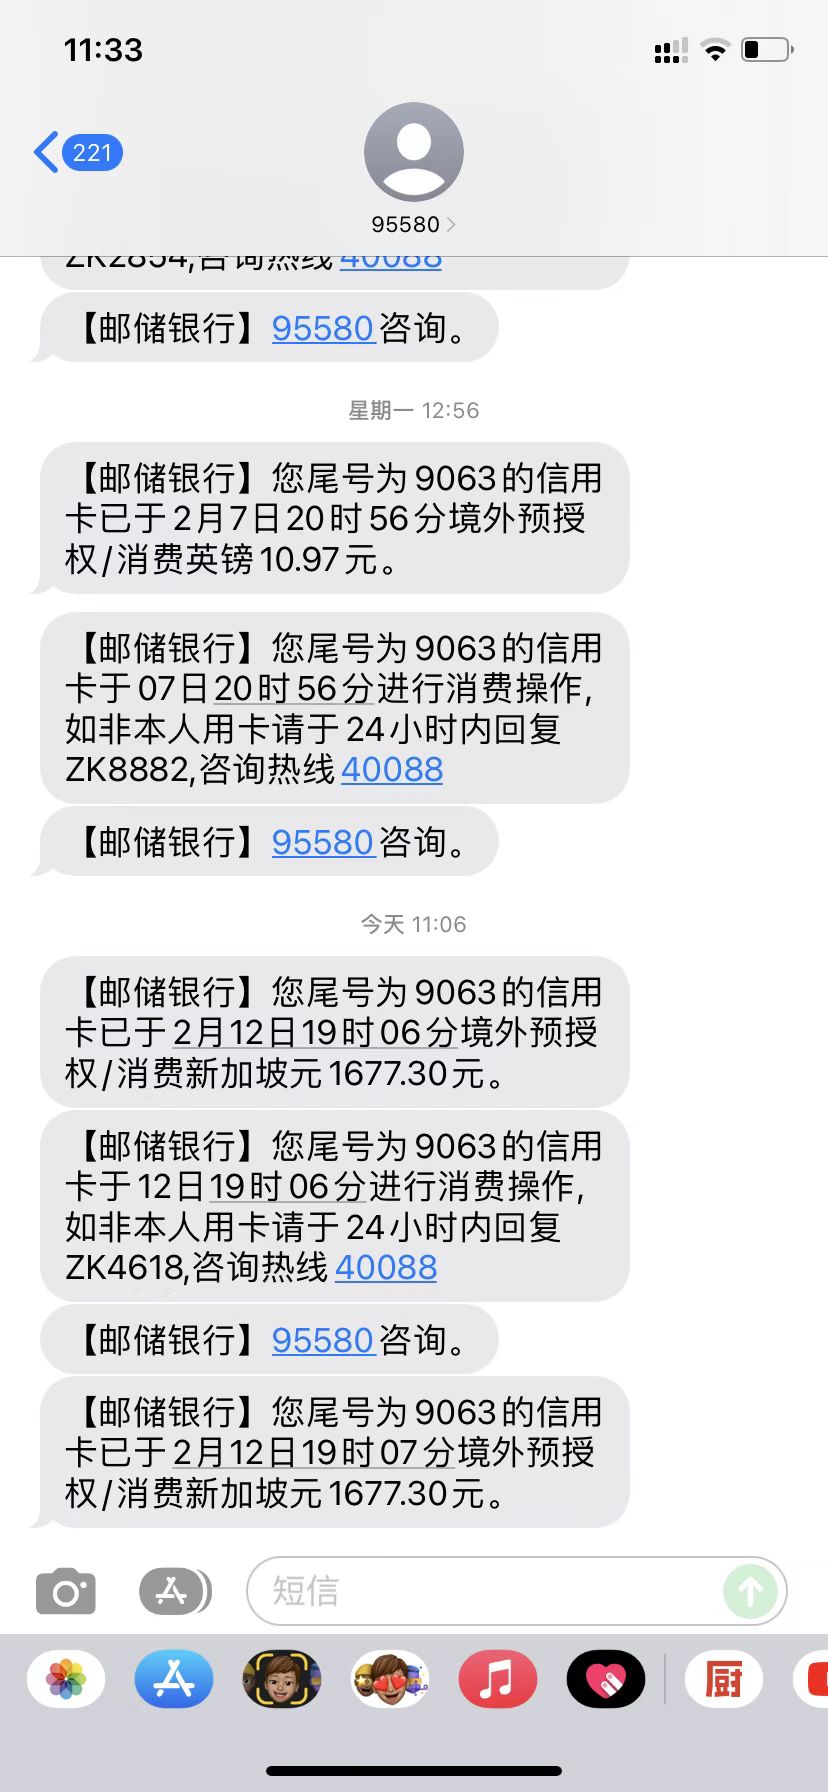 11:33
221
95580
ZK2854,咨询热线40088
【邮储银行】95580咨询。
星期一 12:56
【邮储银行】您尾号为9063的信用
卡已于2月7日20时56分境外预授
权/消费英镑10.97元。
【邮储银行】您尾号为9063的信用
卡于07日20时56分进行消费操作,
如非本人用卡请于24小时内回复
ZK8882,咨询热线40088
【邮储银行】95580咨询。
今天 11:06
【邮储银行】您尾号为9063的信用
卡已于2月12日19时06分境外预授
权/消费新加坡元1677.30元。
【邮储银行】您尾号为9063的信用
卡于12日19时06分进行消费操作,
如非本人用卡请于24小时内回复
ZK4618,咨询热线40088
【邮储银行】95580咨询。
【邮储银行】您尾号为9063的信用
卡已于2月12日19时07分境外预授
权/消费新加坡元1677.30元。
短信
厨